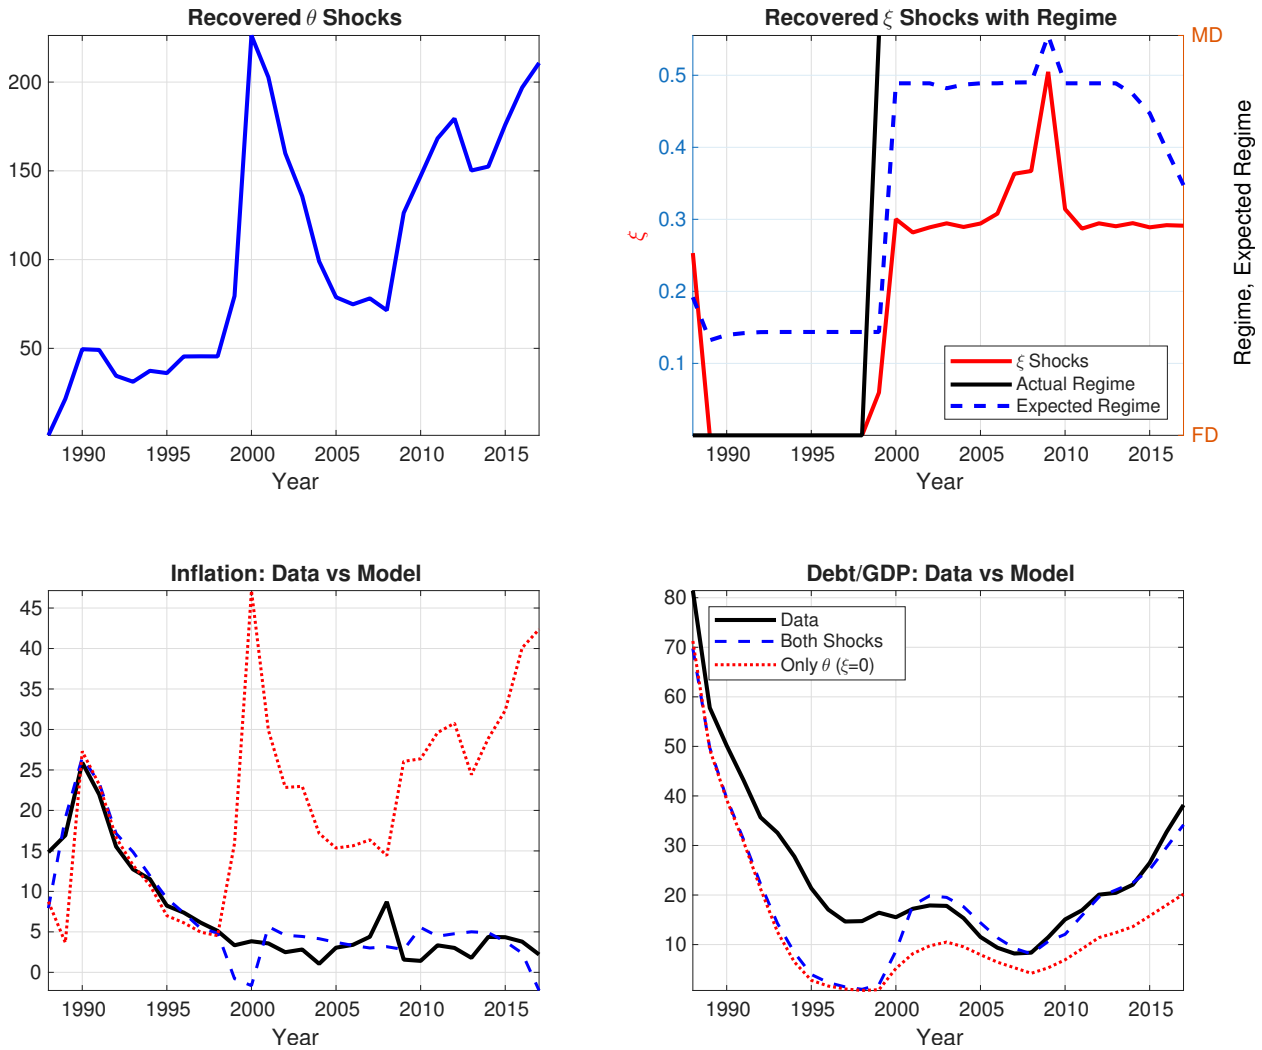 Recovered θ Shocks
200
150
100
50
1990 1995 2000 2005 2010 2015
Year
Recovered ξ Shocks with Regime
MD
0.5
0.4
0.3
0.2
0.1
FD
ξ
Regime, Expected Regime
ξ Shocks
Actual Regime
Expected Regime
1990 1995 2000 2005 2010 2015
Year
Inflation: Data vs Model
45
40
35
30
25
20
15
10
5
0
1990 1995 2000 2005 2010 2015
Year
Debt/GDP: Data vs Model
80
70
60
50
40
30
20
10
Data
Both Shocks
Only θ (ξ=0)
1990 1995 2000 2005 2010 2015
Year